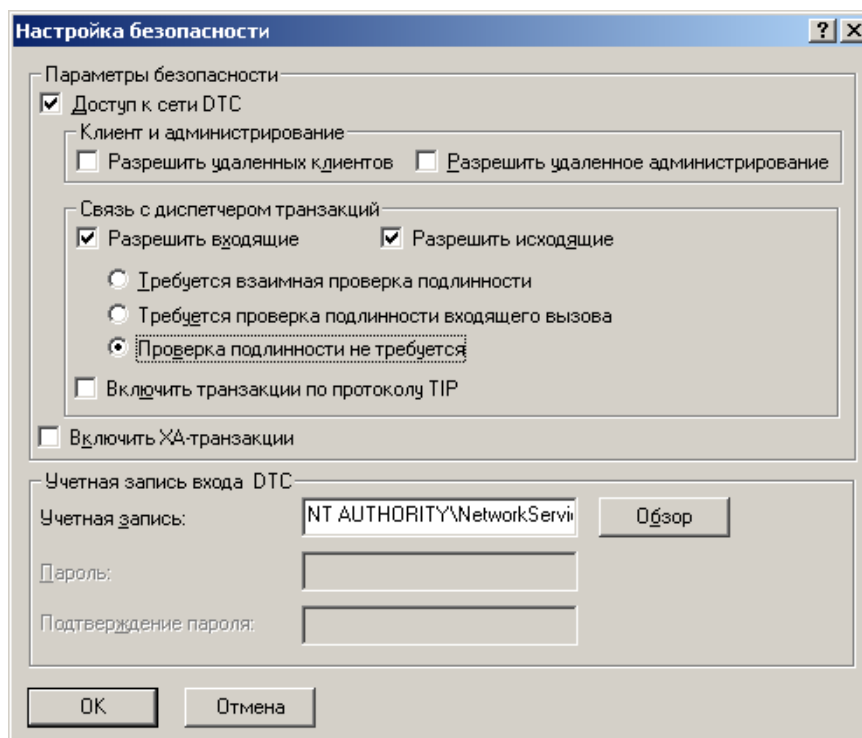 Настройка безопасности
Параметры безопасности
Доступ к сети DTC
Клиент и администрирование
Разрешить удаленных клиентов Разрешить удаленное администрирование
Связь с диспетчером транзакций
Разрешить входящие Разрешить исходящие
Требуется взаимная проверка подлинности
Требуется проверка подлинности входящего вызова
Проверка подлинности не требуется
Включить транзакции по протоколу TIP
Включить XA-транзакции
Учетная запись входа DTC
Учетная запись: NT AUTHORITY\NetworkServi Обзор
Пароль:
Подтверждение пароля:
OK Отмена